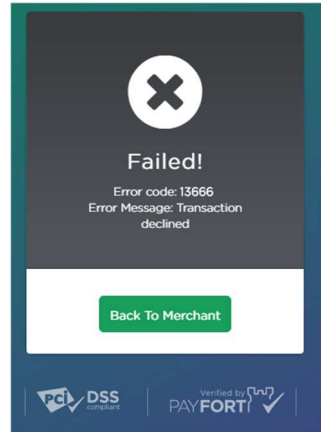 Failed!
Error code: 13666
Error Message: Transaction
declined
Back To Merchant
PCI DSS
compliant
Verified by
PAYFORT